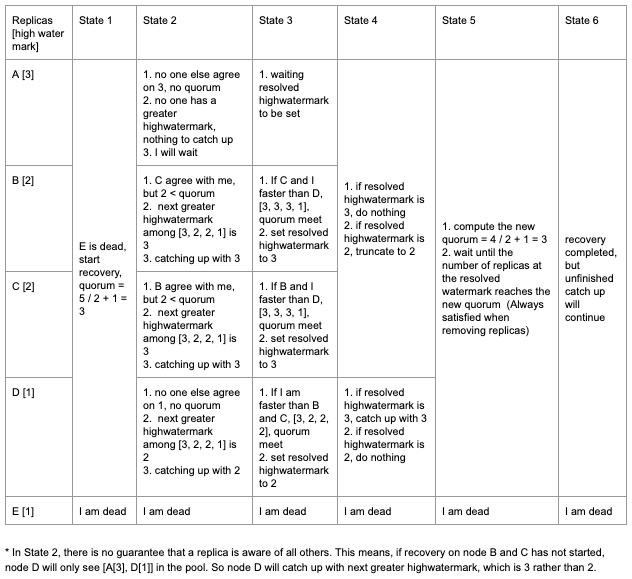 Replicas
[high water
mark]
State 1
State 2
State 3
State 4
State 5
State 6
A [3]
E is dead,
start
recovery,
quorum =
5 / 2 + 1 =
3
1. no one else agree
on 3, no quorum
2. no one has a
greater
highwatermark,
nothing to catch up
3. I will wait
1. waiting
resolved
highwatermark
to be set
1. if resolved
highwatermark is
3, do nothing
2. if resolved
highwatermark is
2, truncate to 2
1. compute the new
quorum = 4 / 2 + 1 = 3
2. wait until the
number of replicas at
the resolved
watermark reaches the
new quorum  (Always
satisfied when
removing replicas)
recovery
completed,
but
unfinished
catch up
will
continue
B [2]
1. C agree with me,
but 2 < quorum
2.  next greater
highwatermark
among [3, 2, 2, 1] is
3
3. catching up with 3
1. If C and I
faster than D,
[3, 3, 3, 1],
quorum meet
2. set resolved
highwatermark
to 3
C [2]
1. B agree with me,
but 2 < quorum
2.  next greater
highwatermark
among [3, 2, 2, 1] is
3
3. catching up with 3
1. If B and I
faster than D,
[3, 3, 3, 1],
quorum meet
2. set resolved
highwatermark
to 3
D [1]
1. no one else agree
on 1, no quorum
2.  next greater
highwatermark
among [3, 2, 2, 1] is
2
3. catching up with 2
1. If I am
faster than B
and C, [3, 2, 2,
2], quorum
meet
2. set resolved
highwatermark
to 2
1. if resolved
highwatermark is
3, catch up with 3
2. if resolved
highwatermark is
2, do nothing
E [1]
I am dead
I am dead
I am dead
I am dead
I am dead
I am dead
* In State 2, there is no guarantee that a replica is aware of all others. This means, if recovery on node B and C has not started,
node D will only see [A[3], D[1]] in the pool. So node D will catch up with next greater highwatermark, which is 3 rather than 2.